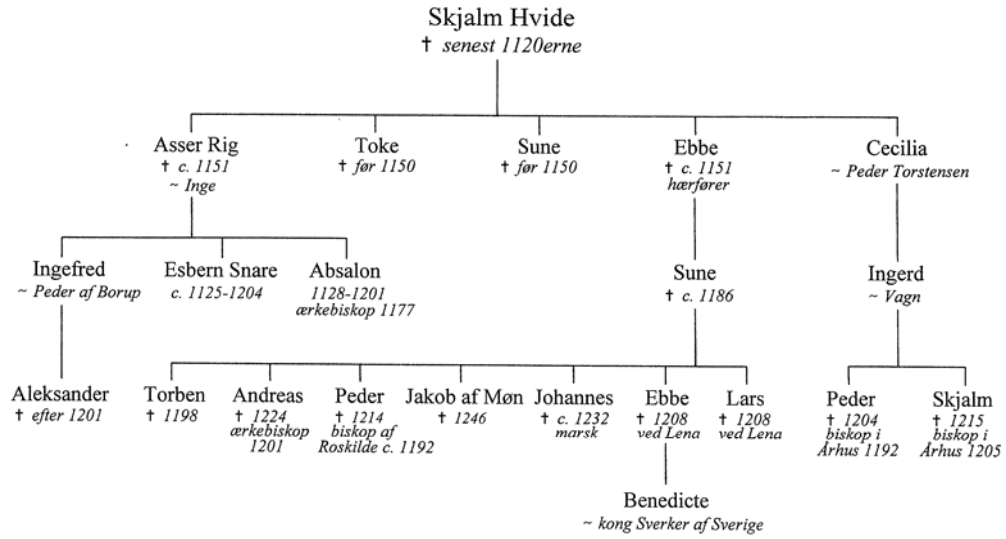 Skjalm Hvide
† senest 1120erne
Asser Rig
† c. 1151
~ Inge
Toke
† før 1150
Sune
† før 1150
Ebbe
† c. 1151
hærfører
Cecilia
~ Peder Torstensen
Ingefred
~ Peder af Borup
Esbern Snare
c. 1125-1204
Absalon
1128-1201
ærkebiskop 1177
Sune
† c. 1186
Ingerd
~ Vagn
Aleksander
† efter 1201
Torben
† 1198
Andreas
† 1224
ærkebiskop
1201
Peder
† 1214
biskop af
Roskilde c. 1192
Jakob af Møn
† 1246
Johannes
† c. 1232
marsk
Ebbe
† 1208
ved Lena
Lars
† 1208
ved Lena
Peder
† 1204
biskop i
Århus 1192
Skjalm
† 1215
biskop i
Århus 1205
Benedicte
~ kong Sverker af Sverige